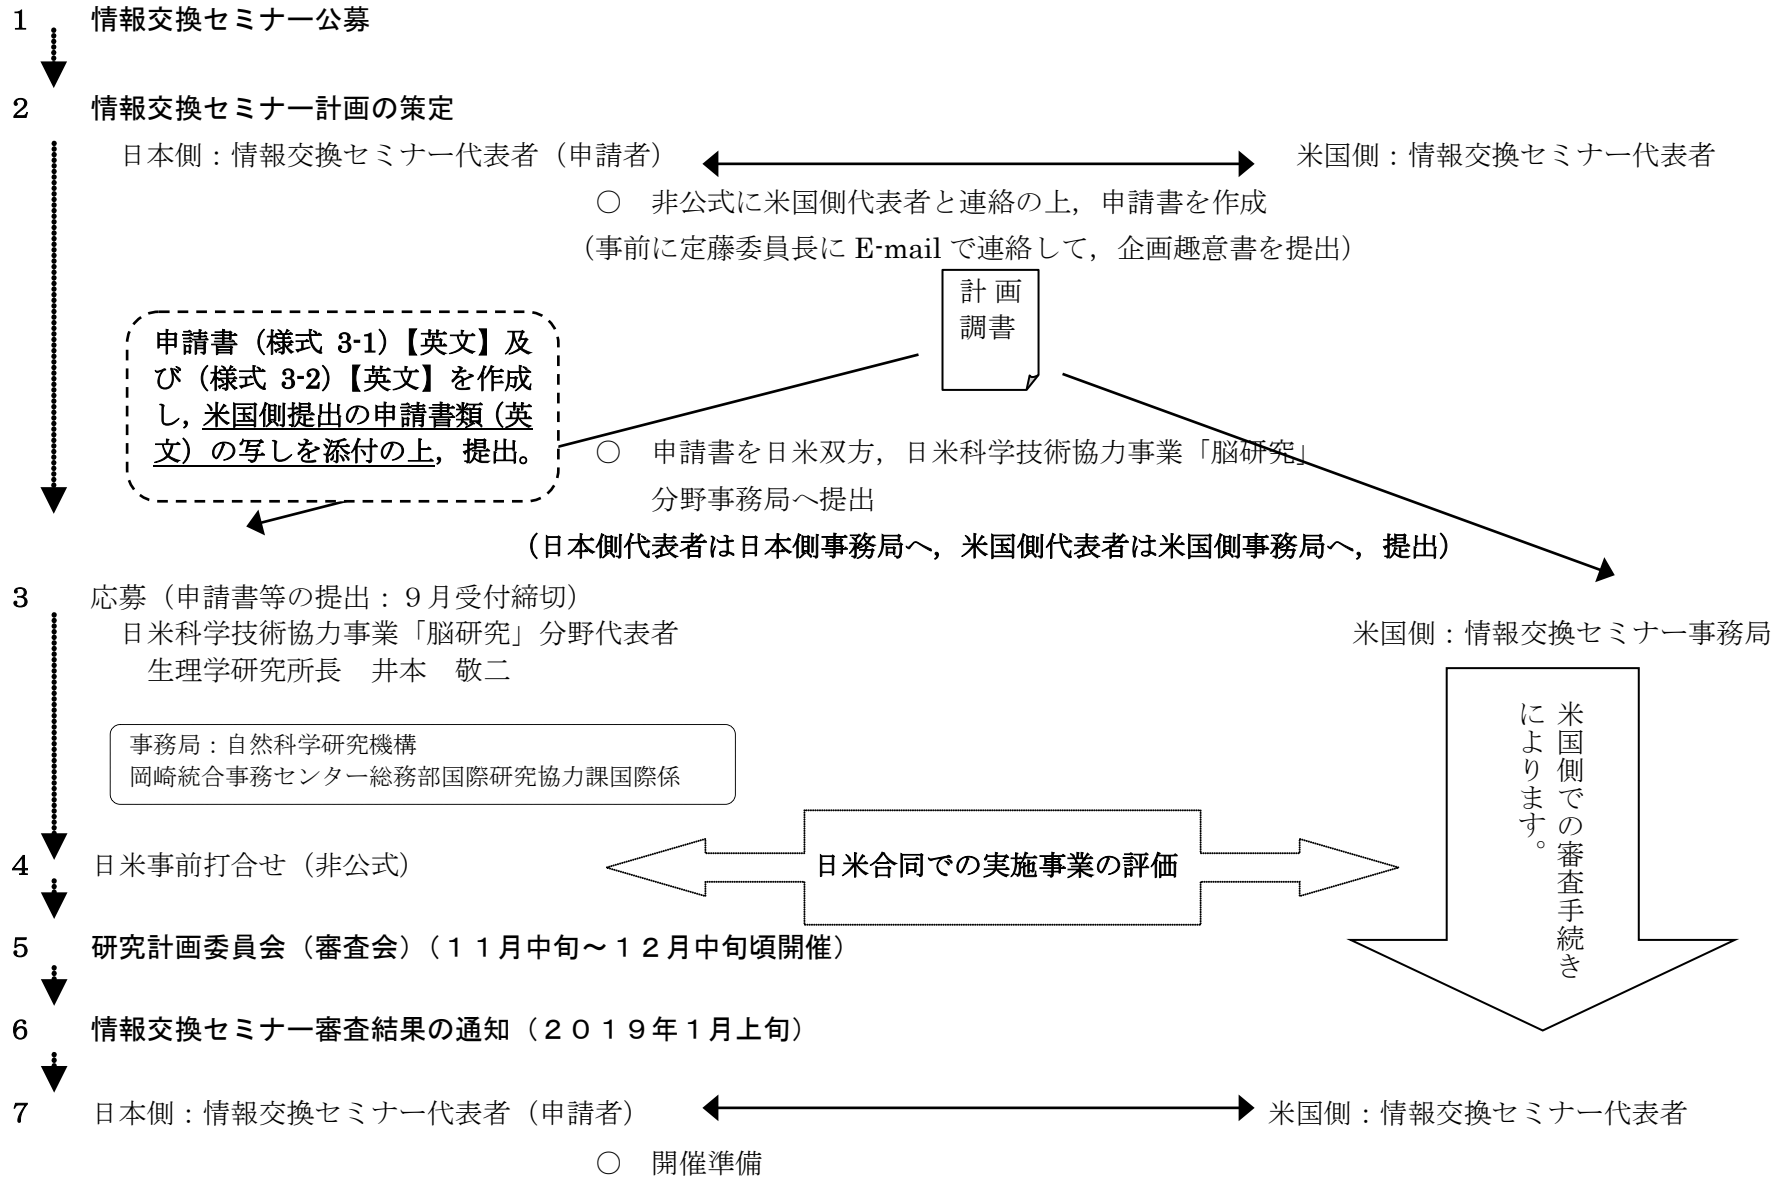 1 情報交換セミナー公募
2 情報交換セミナー計画の策定
日本側：情報交換セミナー代表者（申請者） 米国側：情報交換セミナー代表者
○ 非公式に米国側代表者と連絡の上，申請書を作成
（事前に定藤委員長に E-mail で連絡して，企画趣意書を提出）
計 画
調書
申請書（様式 3-1）【英文】及
び（様式 3-2）【英文】を作成
し，米国側提出の申請書類（英
文）の写しを添付の上，提出。
○ 申請書を日米双方，日米科学技術協力事業「脳研究」
分野事務局へ提出
（日本側代表者は日本側事務局へ，米国側代表者は米国側事務局へ，提出）
3 応募（申請書等の提出：９月受付締切）
日米科学技術協力事業「脳研究」分野代表者 米国側：情報交換セミナー事務局
生理学研究所長 井本 敬二
米国側での審査手続き
によります。
事務局：自然科学研究機構
岡崎統合事務センター総務部国際研究協力課国際係
4 日米事前打合せ（非公式） 日米合同での実施事業の評価
5 研究計画委員会（審査会）（１１月中旬～１２月中旬頃開催）
6 情報交換セミナー審査結果の通知（２０１９年１月上旬）
7 日本側：情報交換セミナー代表者（申請者） 米国側：情報交換セミナー代表者
○ 開催準備